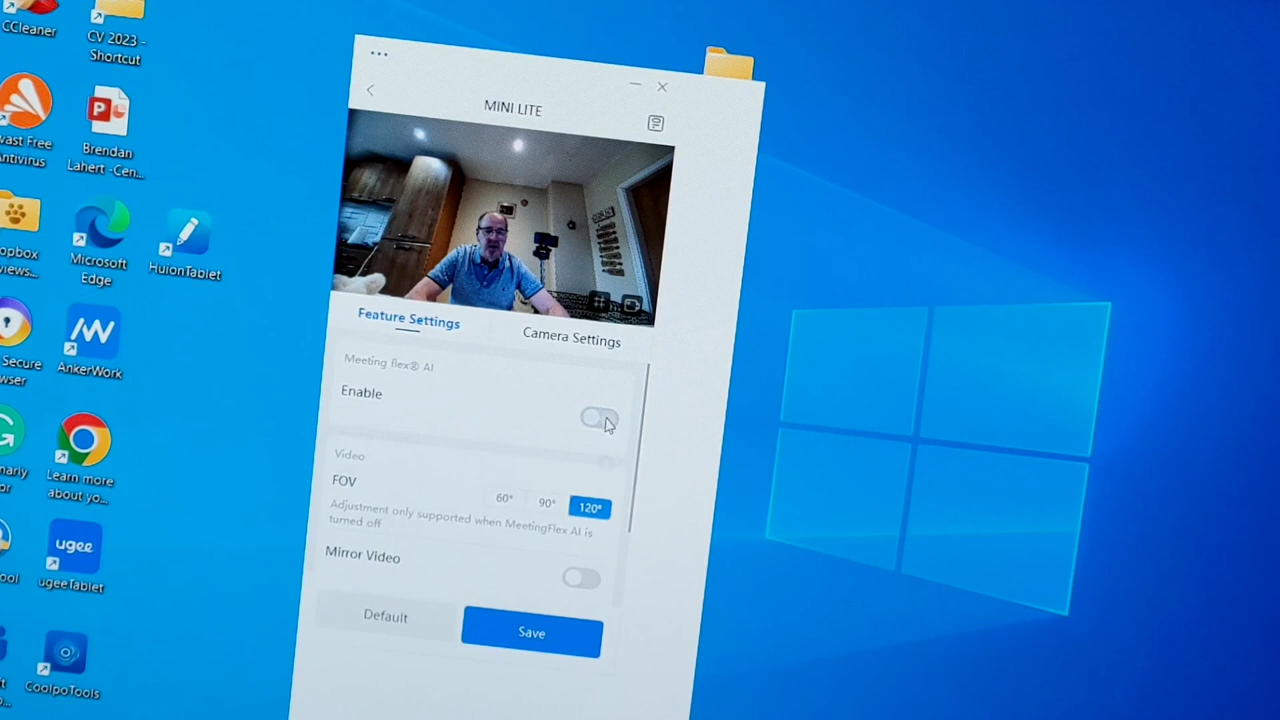 CCleaner
CV 2023 -
Shortcut
vast Free
Antivirus
Brendan
Lahert -Cen...
Microsoft
Edge
HuionTablet
opbox
views...
Secure
wser
AnkerWork
Learn more
about yo...
ugee
ugeeTablet
CoolpoTools
MINI LITE
Feature Settings
Camera Settings
Meeting flex® AI
Enable
Video
FOV
60°
90°
120°
Adjustment only supported when MeetingFlex AI is
turned off
Mirror Video
Default
Save